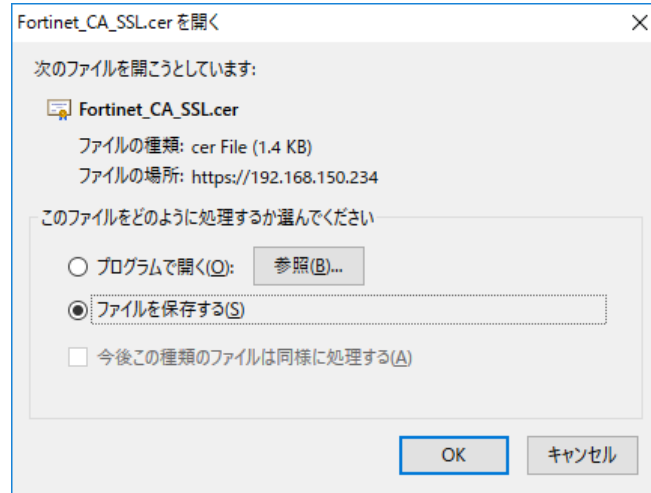 Fortinet_CA_SSL.cer を開く
次のファイルを開こうとしています:
Fortinet_CA_SSL.cer
ファイルの種類: cer File (1.4 KB)
ファイルの場所: https://192.168.150.234
このファイルをどのように処理するか選んでください
プログラムで開く(O): 参照(B)...
ファイルを保存する(S)
今後この種類のファイルは同様に処理する(A)
OK キャンセル